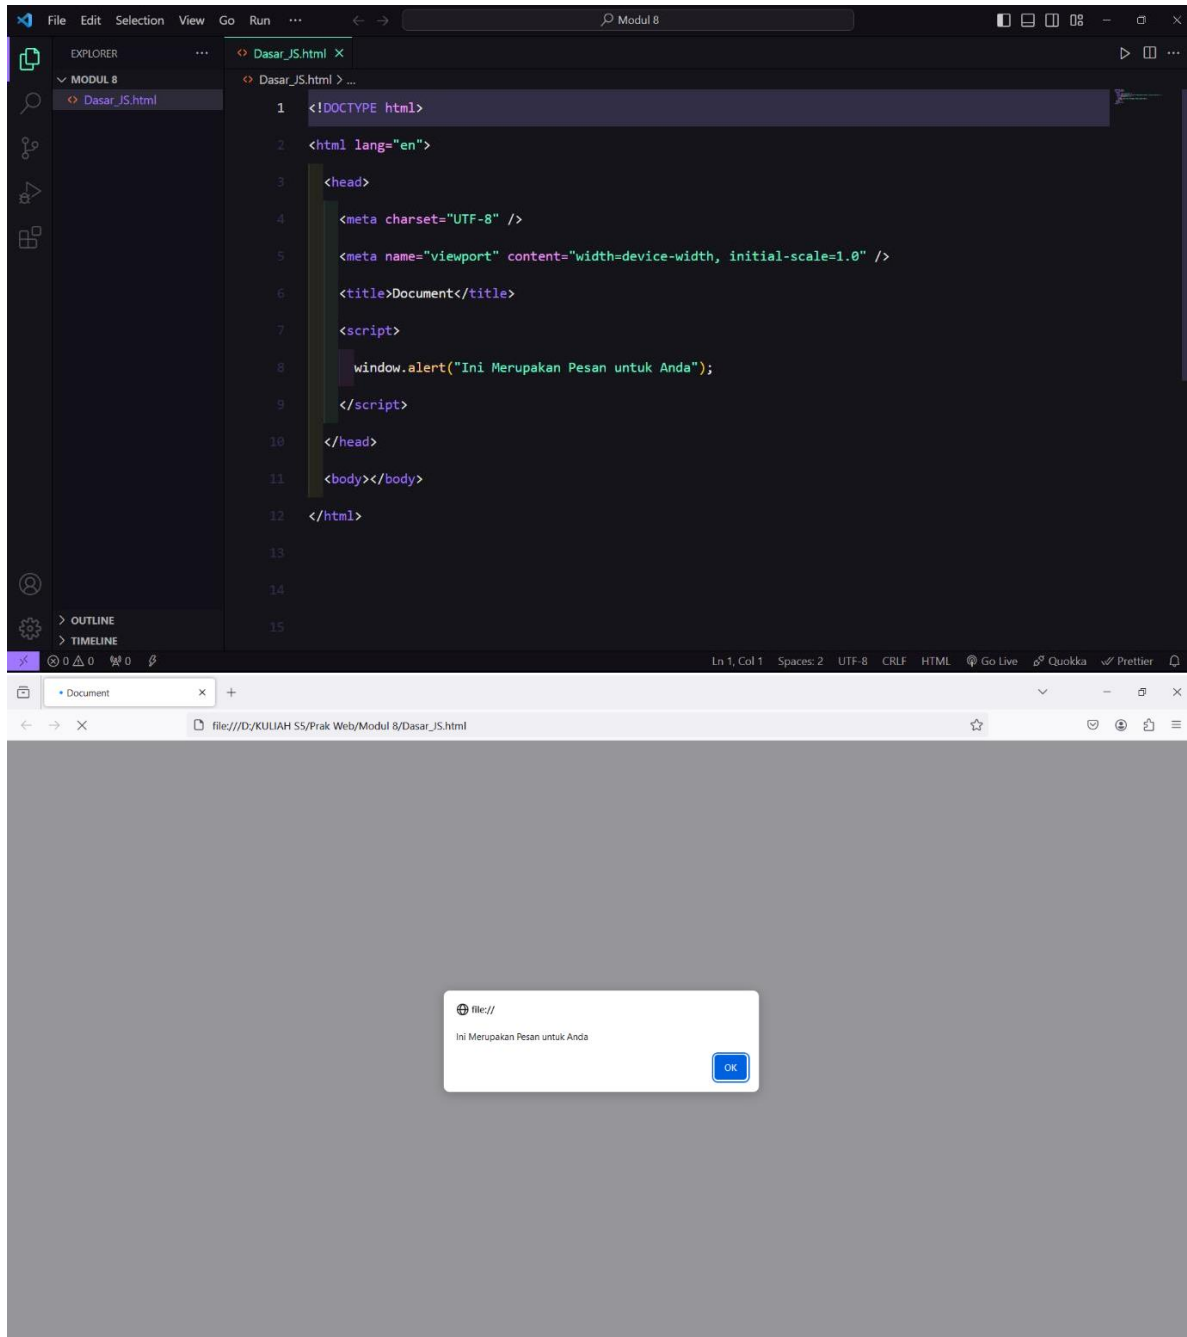 File Edit Selection View Go Run ··· Modul 8
EXPLORER ···
MODUL 8
Dasar_JS.html
OUTLINE
TIMELINE
Dasar_JS.html
Dasar_JS.html > ...
1 <!DOCTYPE html>
2 <html lang="en">
3 <head>
4 <meta charset="UTF-8" />
5 <meta name="viewport" content="width=device-width, initial-scale=1.0" />
6 <title>Document</title>
7 <script>
8 window.alert("Ini Merupakan Pesan untuk Anda");
9 </script>
10 </head>
11 <body></body>
12 </html>
13
14
15
0 0 0 Ln 1, Col 1 Spaces: 2 UTF-8 CRLF HTML Go Live Quokka Prettier
Document
file:///D:/KULIAH S5/Prak Web/Modul 8/Dasar_JS.html
file://
Ini Merupakan Pesan untuk Anda
OK